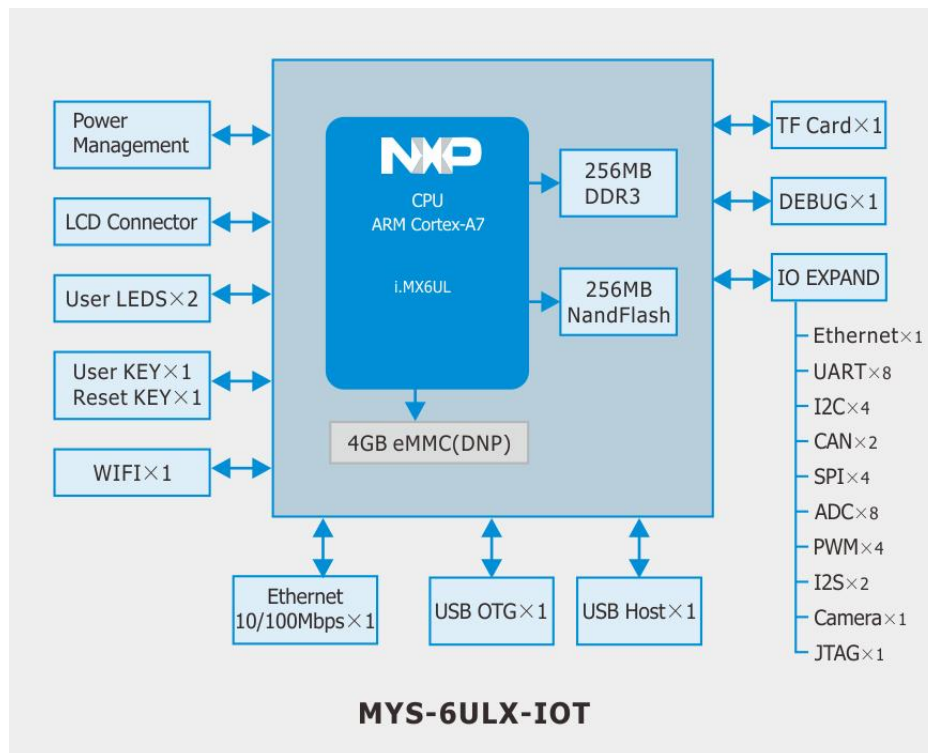 Power
Management
LCD Connector
User LEDS×2
User KEY×1
Reset KEY×1
WIFI×1
NXP
CPU
ARM Cortex-A7
i.MX6UL
256MB
DDR3
256MB
NandFlash
4GB eMMC(DNP)
TF Card×1
DEBUG×1
IO EXPAND
Ethernet×1
UART×8
I2C×4
CAN×2
SPI×4
ADC×8
PWM×4
I2S×2
Camera×1
JTAG×1
Ethernet
10/100Mbps×1
USB OTG×1
USB Host×1
MYS-6ULX-IOT